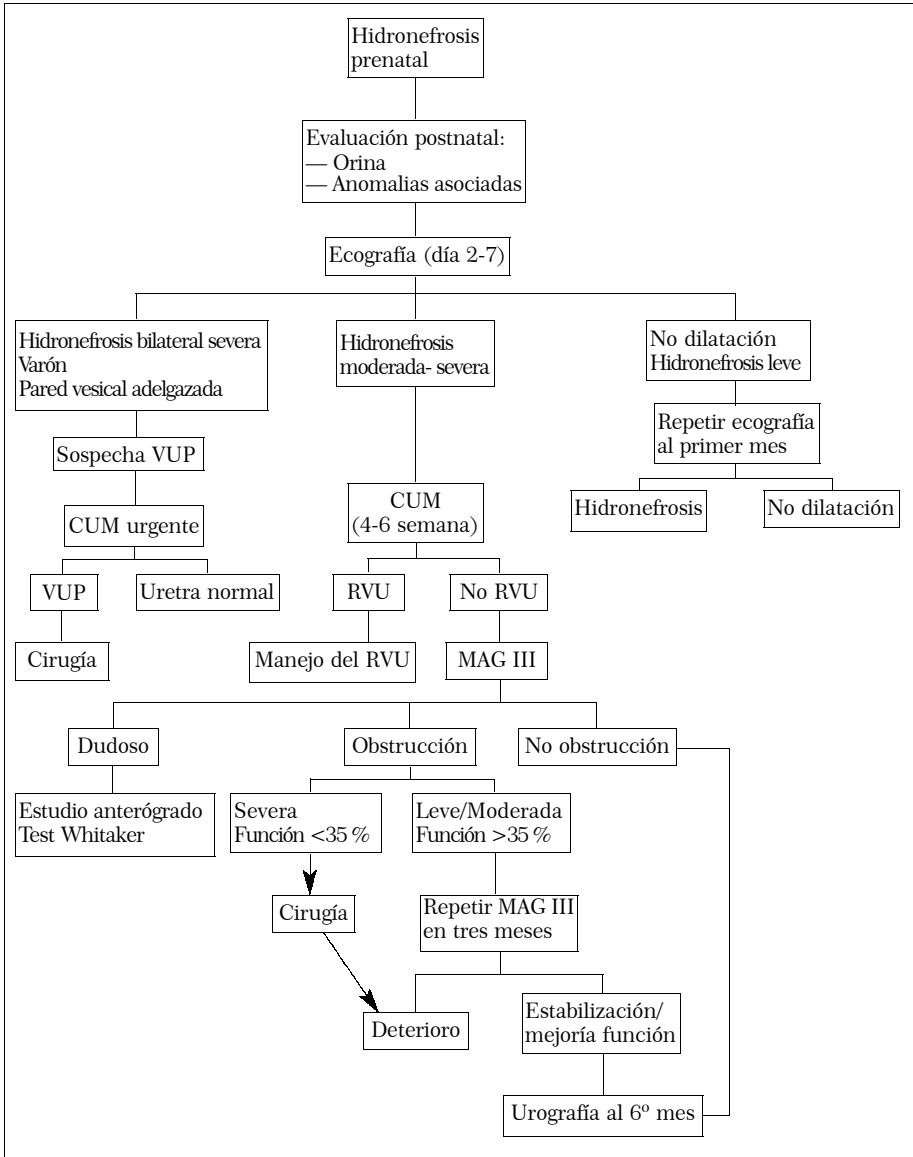 Hidronefrosis
prenatal
Evaluación postnatal:
— Orina
— Anomalias asociadas
Ecografía (día 2-7)
Hidronefrosis bilateral severa
Varón
Pared vesical adelgazada
Hidronefrosis
moderada- severa
No dilatación
Hidronefrosis leve
Repetir ecografía
al primer mes
Sospecha VUP
CUM
(4-6 semana)
Hidronefrosis
No dilatación
CUM urgente
VUP
Uretra normal
RVU
No RVU
Cirugía
Manejo del RVU
MAG III
Dudoso
Obstrucción
No obstrucción
Estudio anterógrado
Test Whitaker
Severa
Función <35 %
Leve/Moderada
Función >35 %
Cirugía
Repetir MAG III
en tres meses
Deterioro
Estabilización/
mejoría función
Urografía al 6º mes